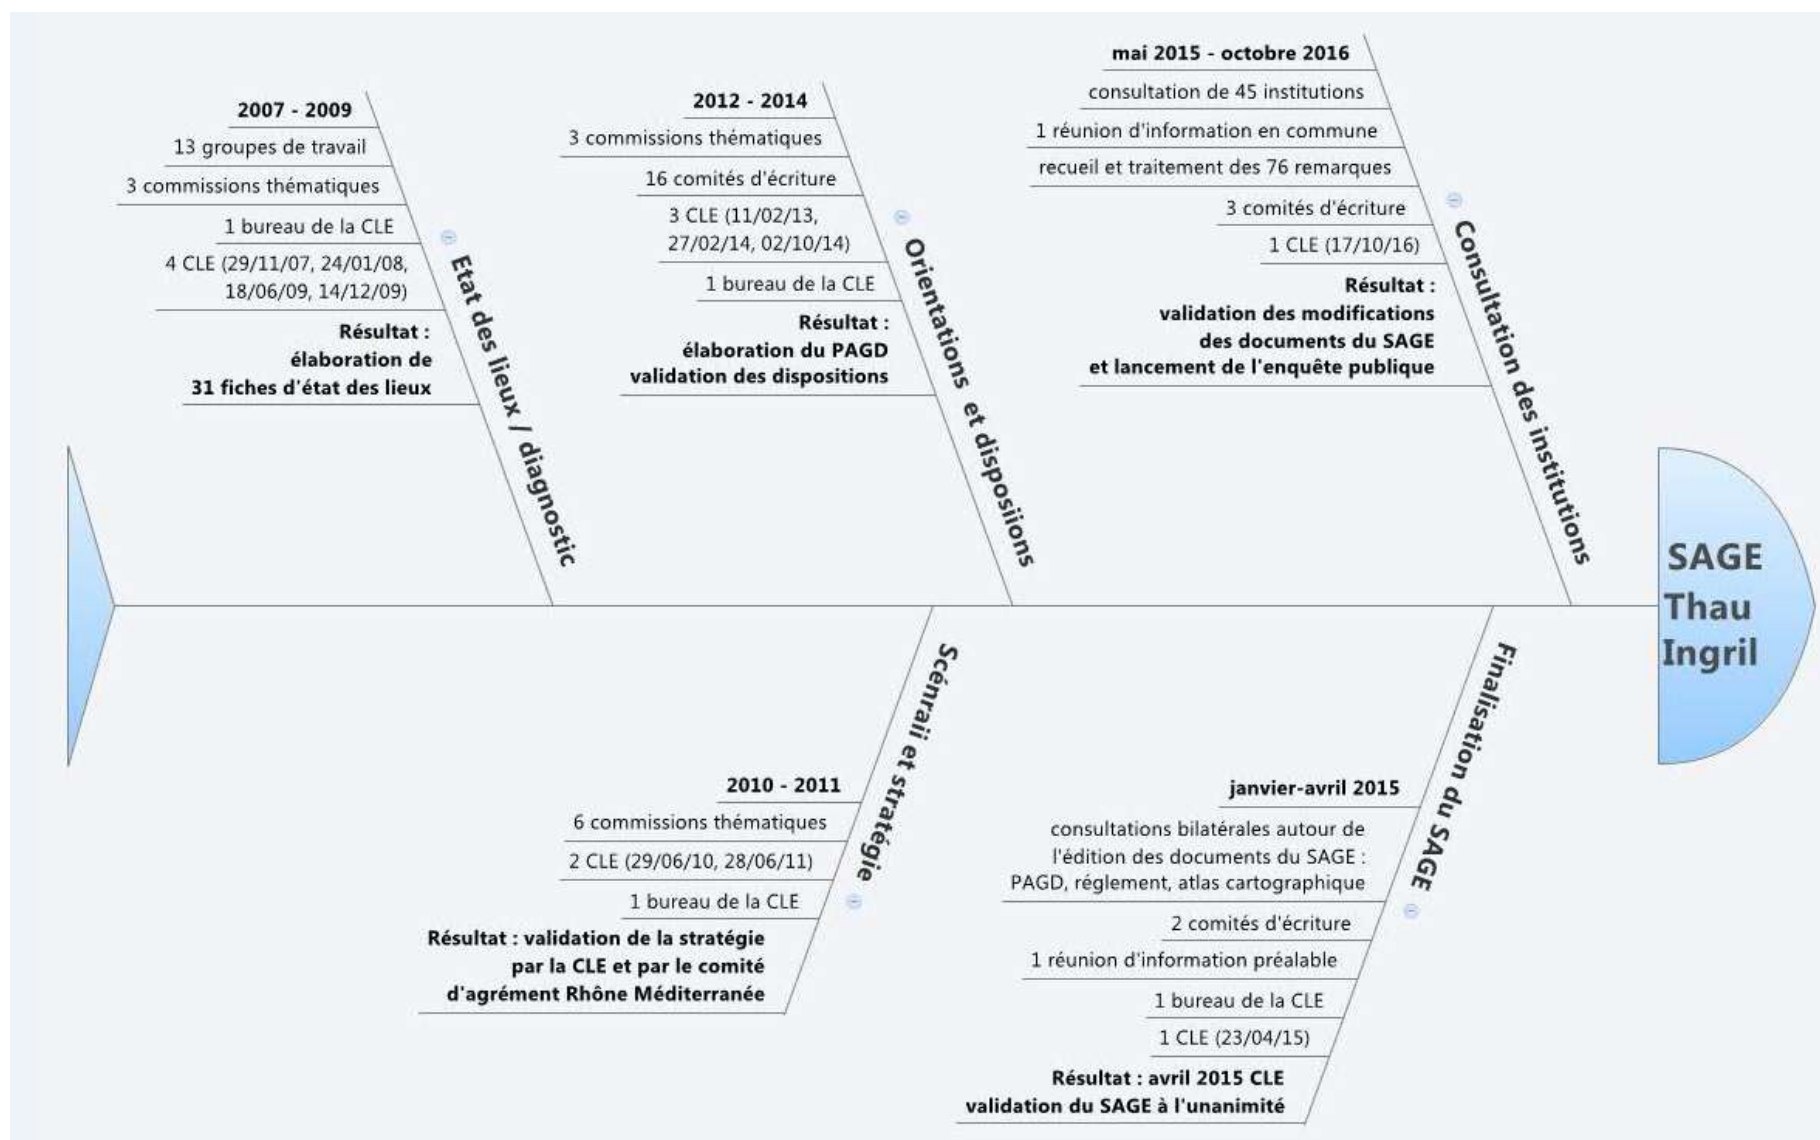 2007 - 2009
13 groupes de travail
3 commissions thématiques
1 bureau de la CLE
4 CLE (29/11/07, 24/01/08,
18/06/09, 14/12/09)
Résultat :
élaboration de
31 fiches d'état des lieux
Etat des lieux / diagnostic
2012 - 2014
3 commissions thématiques
16 comités d'écriture
3 CLE (11/02/13,
27/02/14, 02/10/14)
1 bureau de la CLE
Résultat :
élaboration du PAGD
validation des dispositions
Orientations et disposiions
mai 2015 - octobre 2016
consultation de 45 institutions
1 réunion d'information en commune
recueil et traitement des 76 remarques
3 comités d'écriture
1 CLE (17/10/16)
Résultat :
validation des modifications
des documents du SAGE
et lancement de l'enquête publique
Consultation des institutions
SAGE
Thau
Ingril
Scénraii et stratégie
2010 - 2011
6 commissions thématiques
2 CLE (29/06/10, 28/06/11)
1 bureau de la CLE
Résultat : validation de la stratégie
par la CLE et par le comité
d'agrément Rhône Méditerranée
Finalisation du SAGE
janvier-avril 2015
consultations bilatérales autour de
l'édition des documents du SAGE :
PAGD, réglement, atlas cartographique
2 comités d'écriture
1 réunion d'information préalable
1 bureau de la CLE
1 CLE (23/04/15)
Résultat : avril 2015 CLE
validation du SAGE à l'unanimité